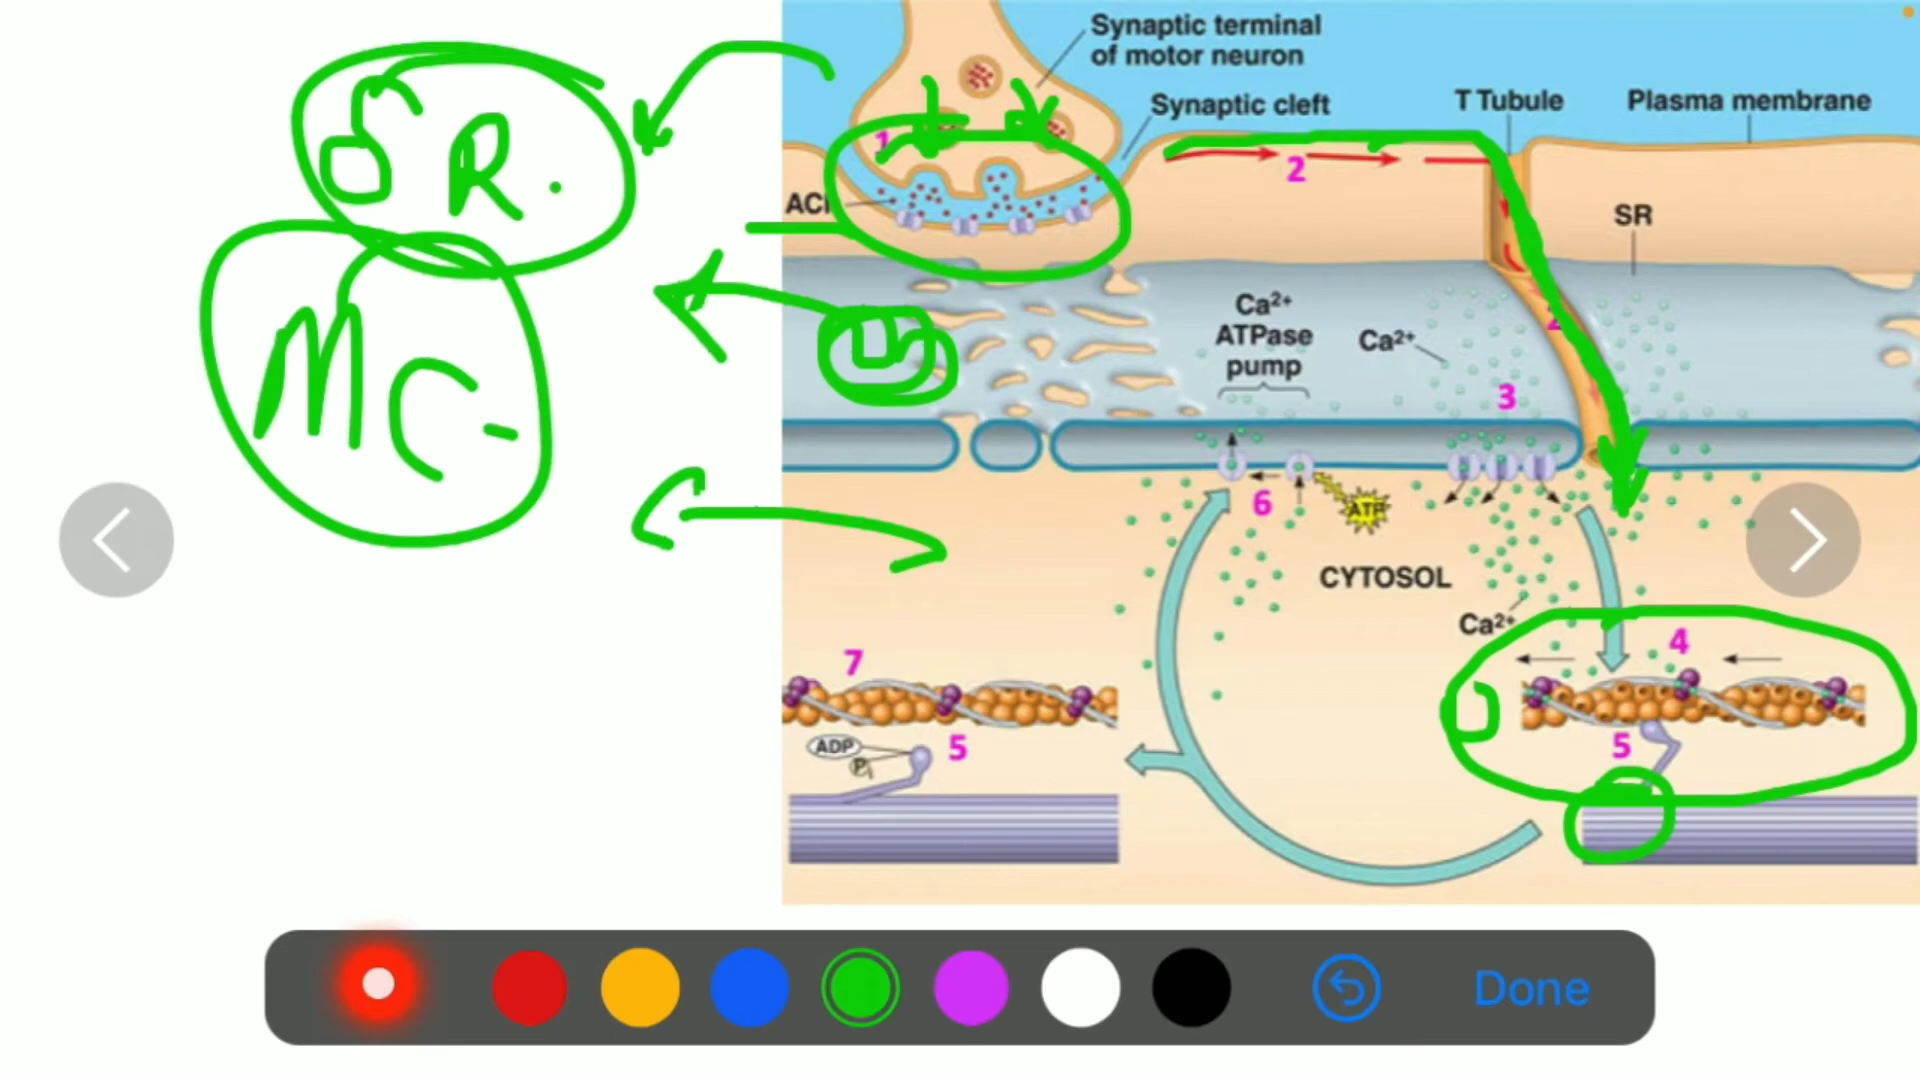 Synaptic terminal
of motor neuron
Synaptic cleft
T Tubule
Plasma membrane
1
2
ACh
SR
R.
Ca²⁺
ATPase
pump
Ca²⁺
2
3
MC-
6
ATP
CYTOSOL
Ca²⁺
4
7
ADP
Pᵢ
5
5
Done